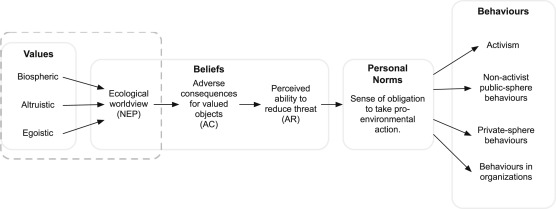 Values
Biospheric
Altruistic
Egoistic
Beliefs
Ecological
worldview
(NEP)
Adverse
consequences
for valued
objects
(AC)
Perceived
ability to
reduce threat
(AR)
Personal
Norms
Sense of obligation
to take pro-
environmental
action.
Behaviours
Activism
Non-activist
public-sphere
behaviours
Private-sphere
behaviours
Behaviours in
organizations